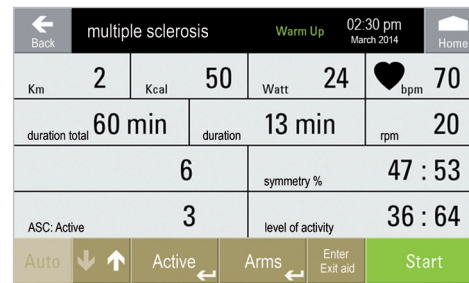 Back multiple sclerosis Warm Up 02:30 pm
March 2014 Home
Km 2 Kcal 50 Watt 24 bpm 70
duration total 60 min duration 13 min rpm 20
6 symmetry % 47 : 53
ASC: Active 3 level of activity 36 : 64
Auto Active Arms Enter
Exit aid Start